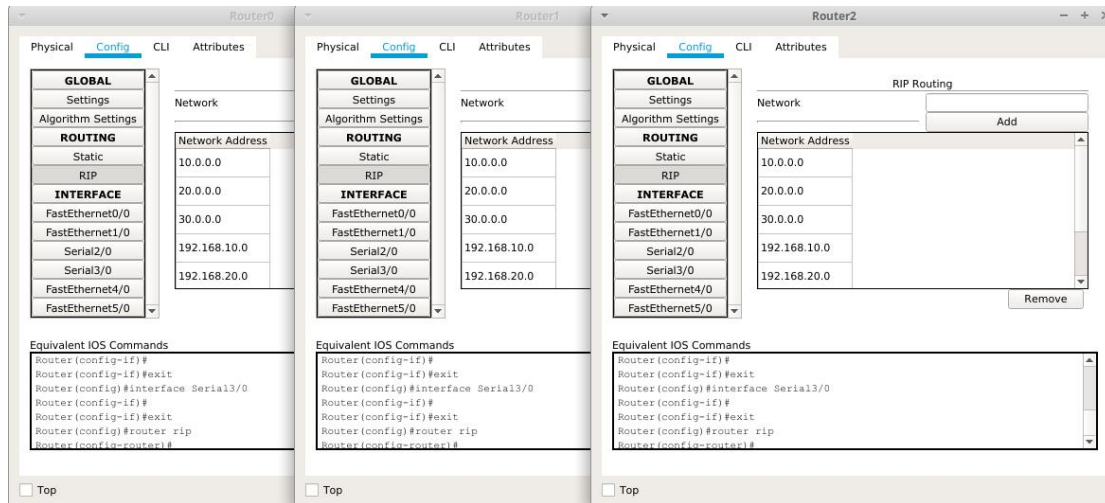 Router0
Physical Config CLI Attributes
GLOBAL
Settings
Algorithm Settings
ROUTING
Static
RIP
INTERFACE
FastEthernet0/0
FastEthernet1/0
Serial2/0
Serial3/0
FastEthernet4/0
FastEthernet5/0
Network
Network Address
10.0.0.0
20.0.0.0
30.0.0.0
192.168.10.0
192.168.20.0
Equivalent IOS Commands
Router(config-if)#
Router(config-if)#exit
Router(config)#interface Serial3/0
Router(config-if)#
Router(config-if)#exit
Router(config)#router rip
Router(config-router)#
Top
Router1
Physical Config CLI Attributes
GLOBAL
Settings
Algorithm Settings
ROUTING
Static
RIP
INTERFACE
FastEthernet0/0
FastEthernet1/0
Serial2/0
Serial3/0
FastEthernet4/0
FastEthernet5/0
Network
Network Address
10.0.0.0
20.0.0.0
30.0.0.0
192.168.10.0
192.168.20.0
Equivalent IOS Commands
Router(config-if)#
Router(config-if)#exit
Router(config)#interface Serial3/0
Router(config-if)#
Router(config-if)#exit
Router(config)#router rip
Router(config-router)#
Top
Router2
Physical Config CLI Attributes
GLOBAL
Settings
Algorithm Settings
ROUTING
Static
RIP
INTERFACE
FastEthernet0/0
FastEthernet1/0
Serial2/0
Serial3/0
FastEthernet4/0
FastEthernet5/0
RIP Routing
Network
Add
Network Address
10.0.0.0
20.0.0.0
30.0.0.0
192.168.10.0
192.168.20.0
Remove
Equivalent IOS Commands
Router(config-if)#
Router(config-if)#exit
Router(config)#interface Serial3/0
Router(config-if)#
Router(config-if)#exit
Router(config)#router rip
Router(config-router)#
Top